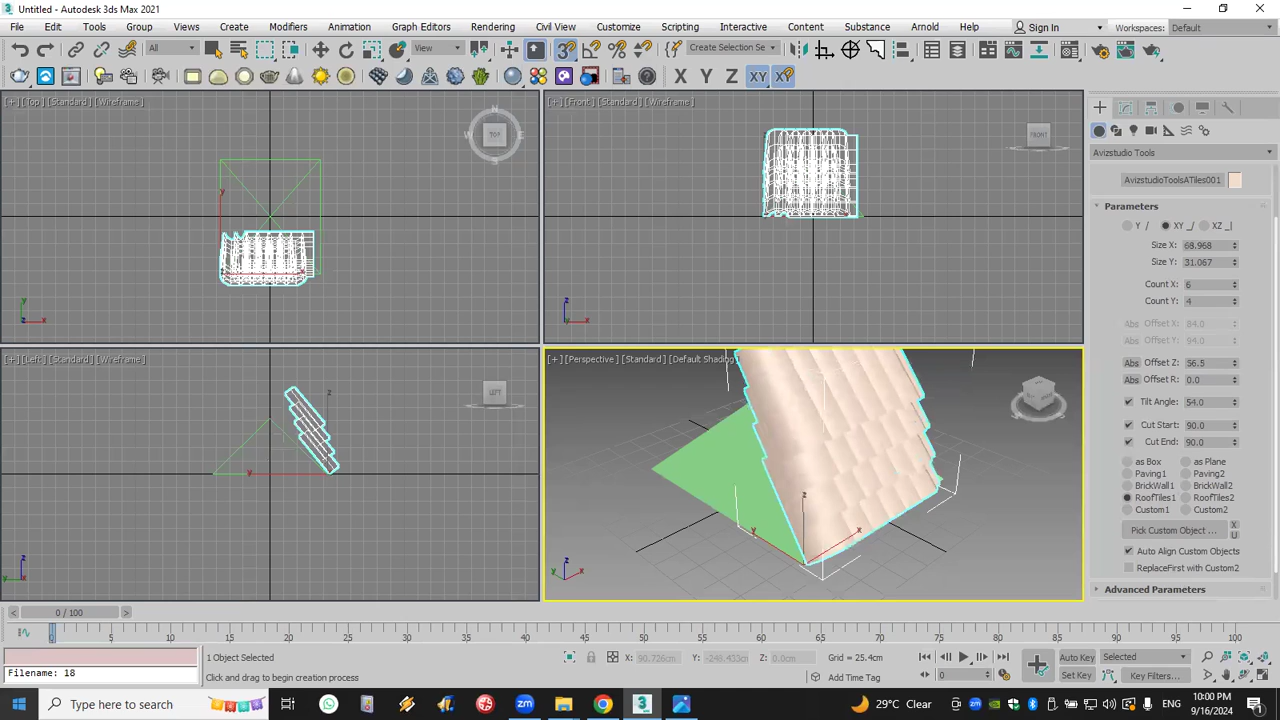 Untitled - Autodesk 3ds Max 2021
File Edit Tools Group Views Create Modifiers Animation Graph Editors Rendering Civil View Customize Scripting Interactive Content Substance Arnold Help Sign In Workspaces: Default
All View Create Selection Se
X Y Z XY XY
[+] [Top] [Standard] [Wireframe]
[+] [Front] [Standard] [Wireframe]
TOP
N
W
E
S
FRONT
Avizstudio Tools
AvizstudioToolsATiles001
Parameters
Y / XY _/ XZ _|
Size X: 68.968
Size Y: 31.067
Count X: 6
Count Y: 4
Abs Offset X: 84.0
Abs Offset Y: 94.0
Abs Offset Z: 56.5
Abs Offset R: 0.0
Tilt Angle: 54.0
Cut Start: 90.0
Cut End: 90.0
as Box as Plane
Paving1 Paving2
BrickWall1 BrickWall2
RoofTiles1 RoofTiles2
Custom1 Custom2
Pick Custom Object ... X
U
Auto Align Custom Objects
ReplaceFirst with Custom2
Advanced Parameters
[+] [Left] [Standard] [Wireframe]
[+] [Perspective] [Standard] [Default Shading]
LEFT
< 0 / 100 >
0 5 10 15 20 25 30 35 40 45 50 55 60 65 70 75 80 85 90 95 100
1 Object Selected
X: 90.726cm Y: -248.433cm Z: 0.0cm Grid = 25.4cm
Auto Key Selected
Filename: 18
Click and drag to begin creation process
Add Time Tag
0
Set Key Key Filters...
Type here to search
29°C Clear
ENG
10:00 PM
9/16/2024